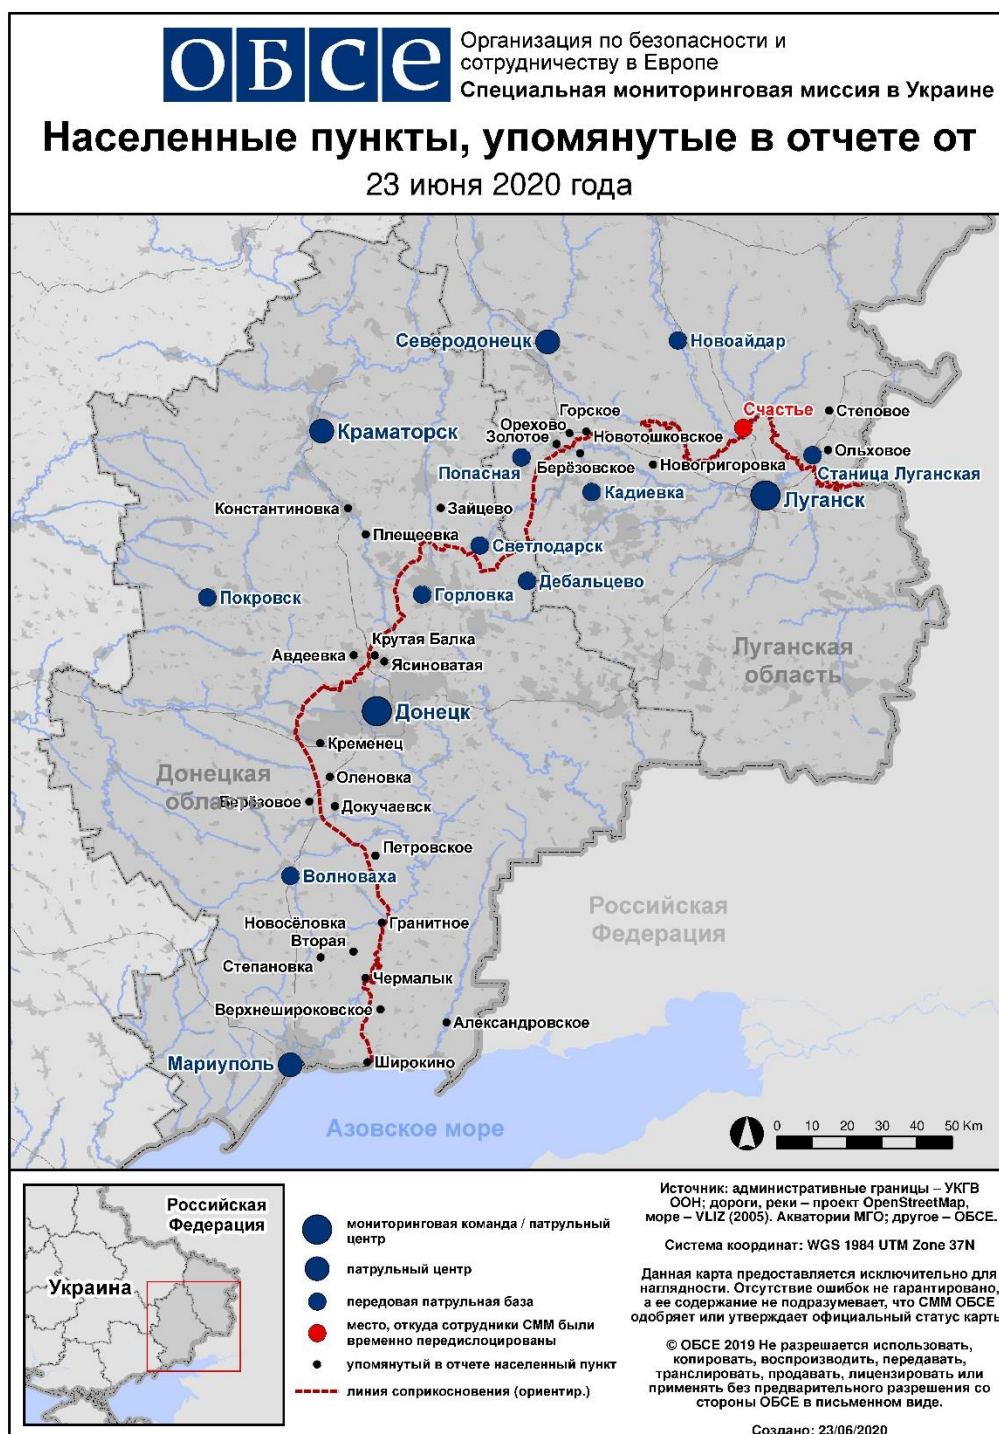 ОБСЕ
Организация по безопасности и
сотрудничеству в Европе
Специальная мониторинговая миссия в Украине
Населенные пункты, упомянутые в отчете от
23 июня 2020 года
Северодонецк
Новоайдар
Счастье
Степовое
Горское
Орехово
Золотое
Новотошковское
Краматорск
Ольховое
Попасная
Берёзовское
Новогригоровка
Станица Луганская
Кадиевка
Луганск
Константиновка
Зайцево
Плещеевка
Светлодарск
Дебальцево
Покровск
Горловка
Крутая Балка
Авдеевка
Ясиноватая
Луганская
область
Донецк
Кременец
Донецкая
область
Оленовка
Берёзовое
Докучаевск
Петровское
Волноваха
Российская
Федерация
Новосёловка
Вторая
Гранитное
Степановка
Чермалык
Верхнешироковское
Александровское
Мариуполь
Широкино
Азовское море
0 10 20 30 40 50 Km
Российская
Федерация
Украина
мониторинговая команда / патрульный
центр
патрульный центр
передовая патрульная база
место, откуда сотрудники СММ были
временно передислоцированы
упомянутый в отчете населенный пункт
линия соприкосновения (ориентир.)
Источник: административные границы – УКГВ
ООН; дороги, реки – проект OpenStreetMap,
море – VLIZ (2005). Акватории МГО; другое – ОБСЕ.
Система координат: WGS 1984 UTM Zone 37N
Данная карта предоставляется исключительно для
наглядности. Отсутствие ошибок не гарантировано,
а ее содержание не подразумевает, что СММ ОБСЕ
одобряет или утверждает официальный статус карты
© ОБСЕ 2019 Не разрешается использовать,
копировать, воспроизводить, передавать,
транслировать, продавать, лицензировать или
применять без предварительного разрешения со
стороны ОБСЕ в письменном виде.
Создано: 23/06/2020